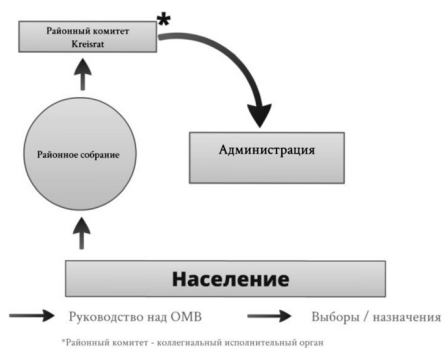 Районный комитет
Kreisrat
*
Районное собрание
Администрация
Население
Руководство над ОМВ
Выборы / назначения
*Районный комитет - коллегиальный исполнительный орган